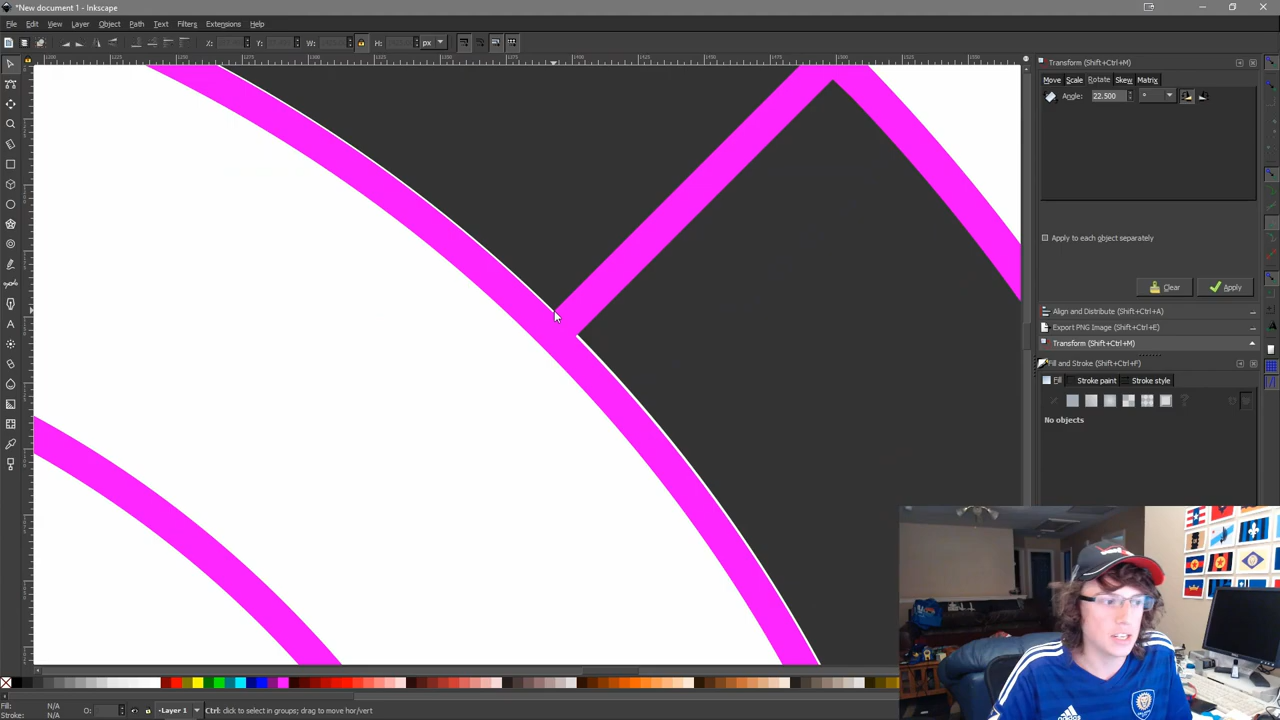 *New document 1 - Inkscape
File Edit View Layer Object Path Text Filters Extensions Help
X: Y: W: H: px
Transform (Shift+Ctrl+M)
Move Scale Rotate Skew Matrix
Angle: 22.500 °
Apply to each object separately
Clear Apply
Align and Distribute (Shift+Ctrl+A)
Export PNG Image (Shift+Ctrl+E)
Transform (Shift+Ctrl+M)
Fill and Stroke (Shift+Ctrl+F)
Fill Stroke paint Stroke style
No objects
Fill: N/A
Stroke: N/A
O: -Layer 1 Ctrl: click to select in groups; drag to move hor/vert